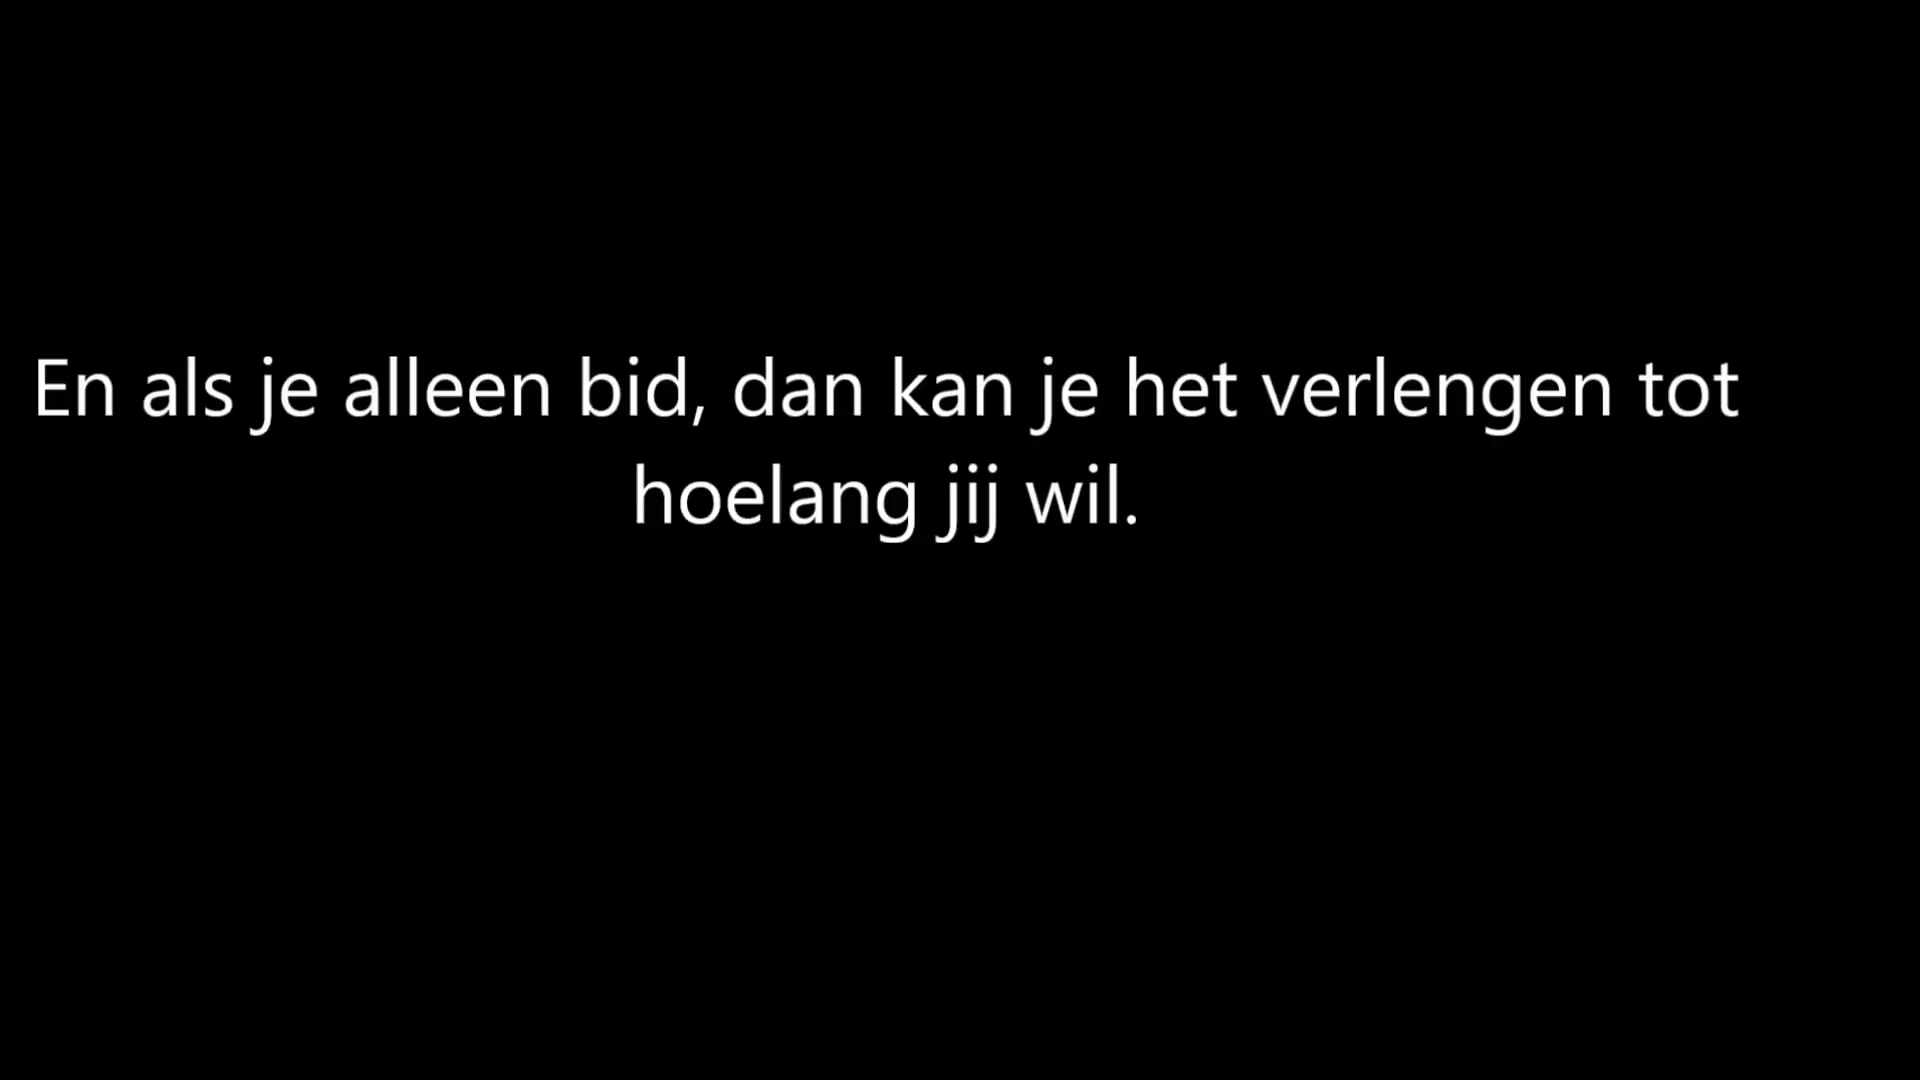 En als je alleen bid, dan kan je het verlengen tot
hoelang jij wil.